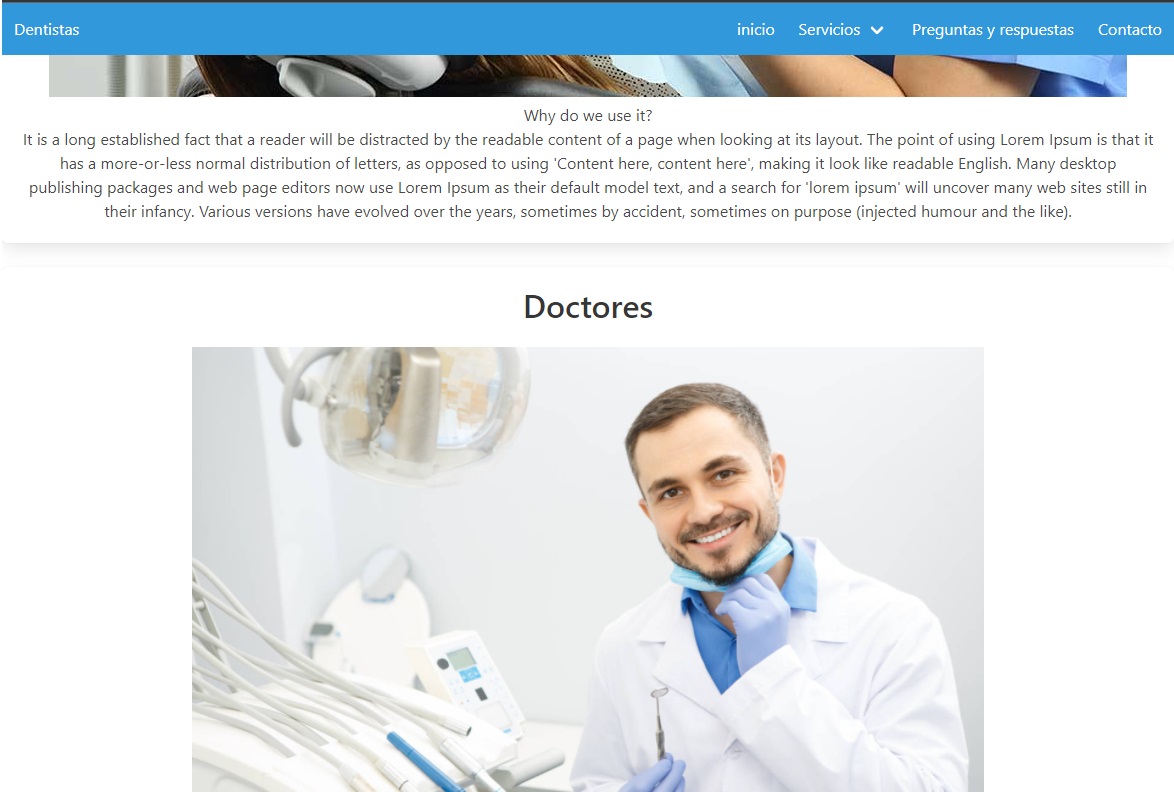 Dentistas
inicio
Servicios
Preguntas y respuestas
Contacto
Why do we use it?
It is a long established fact that a reader will be distracted by the readable content of a page when looking at its layout. The point of using Lorem Ipsum is that it
has a more-or-less normal distribution of letters, as opposed to using 'Content here, content here', making it look like readable English. Many desktop
publishing packages and web page editors now use Lorem Ipsum as their default model text, and a search for 'lorem ipsum' will uncover many web sites still in
their infancy. Various versions have evolved over the years, sometimes by accident, sometimes on purpose (injected humour and the like).
Doctores